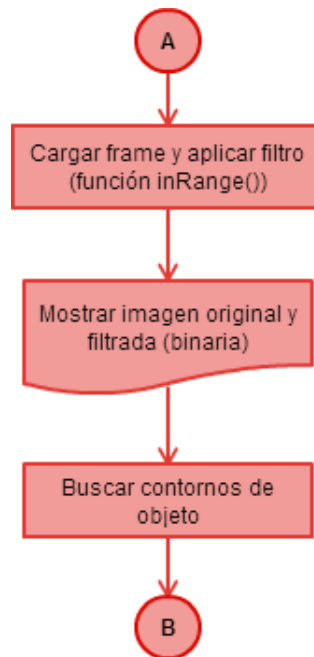 A
Cargar frame y aplicar filtro
(función inRange())
Mostrar imagen original y
filtrada (binaria)
Buscar contornos de
objeto
B